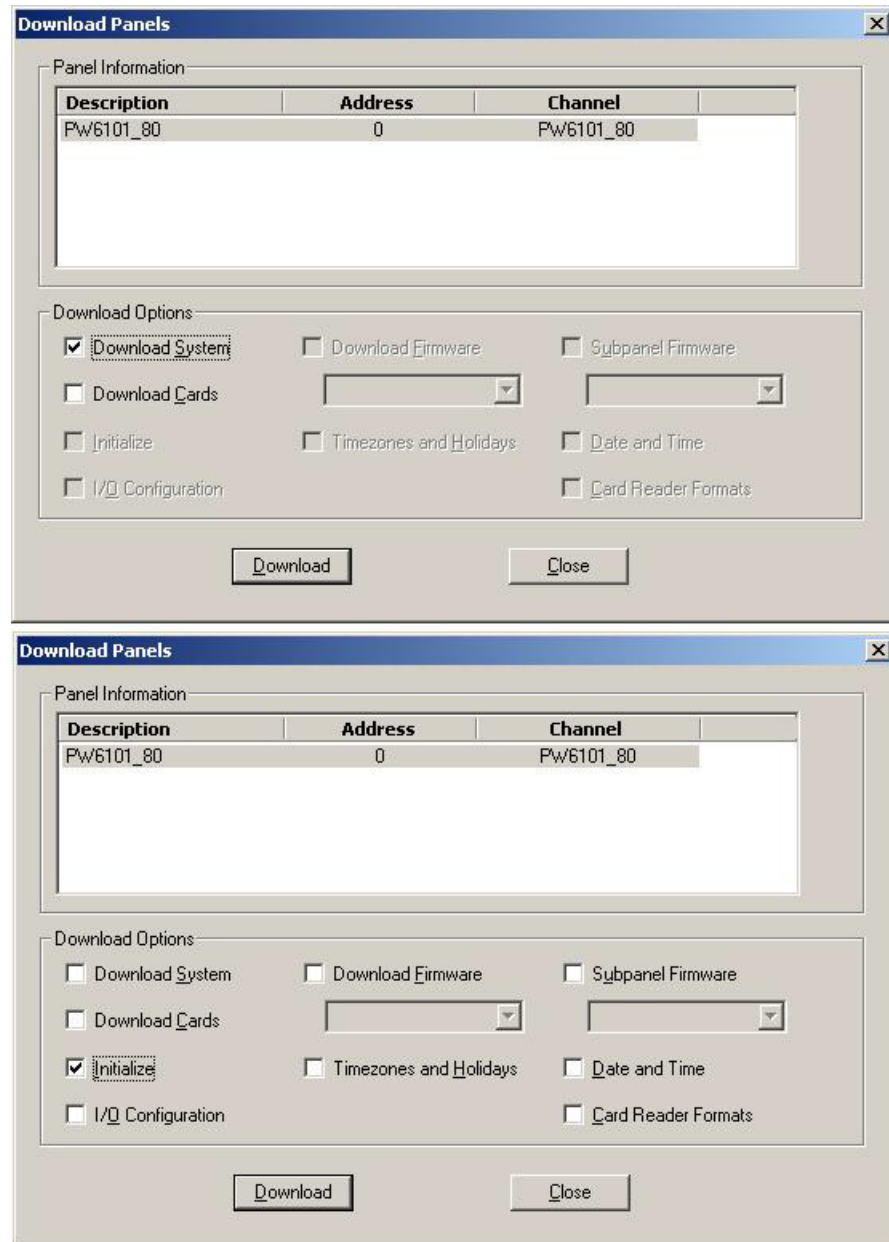 Download Panels
Panel Information
Description Address Channel
PW6101_80 0 PW6101_80
Download Options
Download System Download Firmware Subpanel Firmware
Download Cards
Initialize Timezones and Holidays Date and Time
I/O Configuration Card Reader Formats
Download Close
Download Panels
Panel Information
Description Address Channel
PW6101_80 0 PW6101_80
Download Options
Download System Download Firmware Subpanel Firmware
Download Cards
Initialize Timezones and Holidays Date and Time
I/O Configuration Card Reader Formats
Download Close